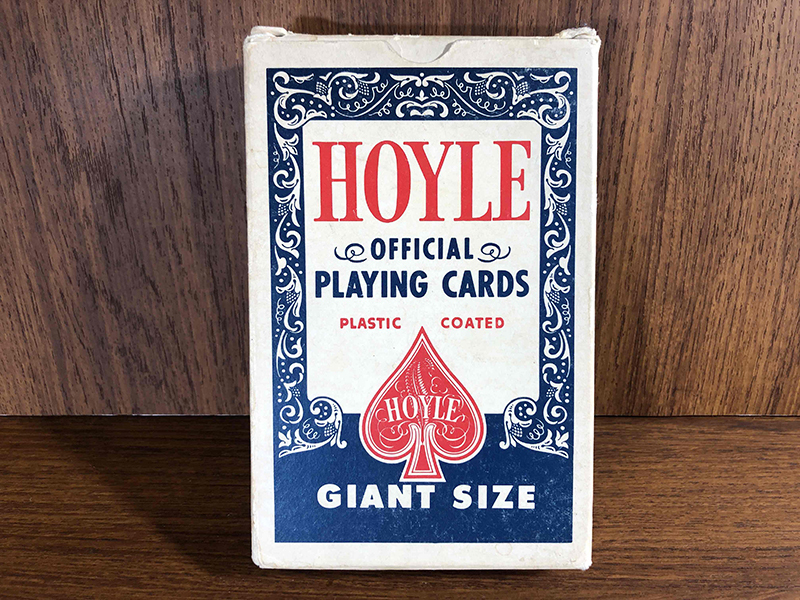 HOYLE
OFFICIAL
PLAYING CARDS
PLASTIC COATED
HOYLE
GIANT SIZE